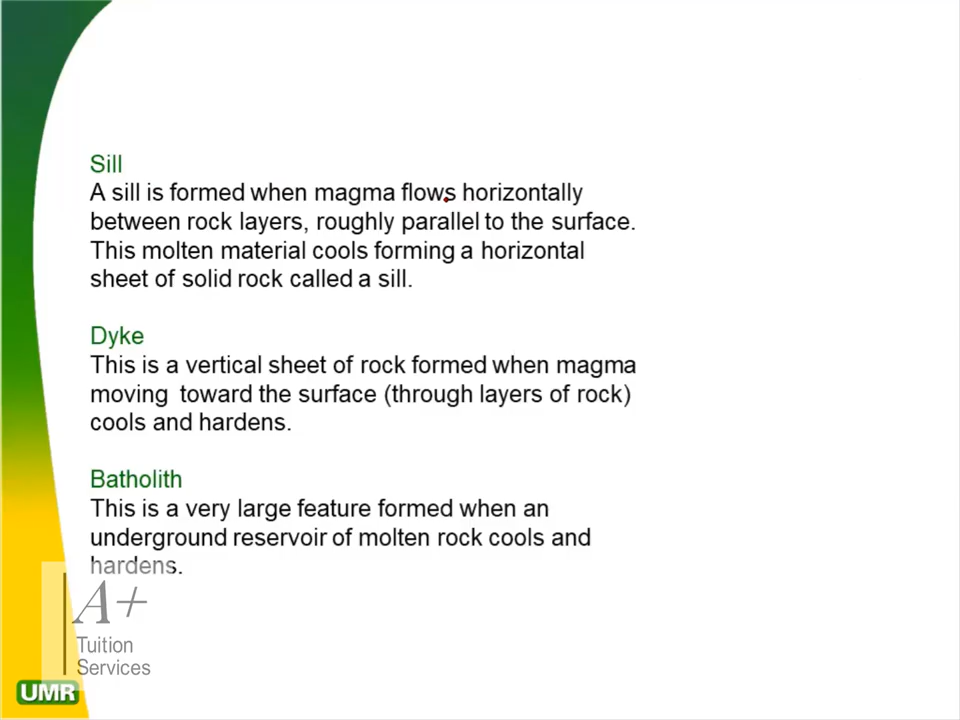 Sill
A sill is formed when magma flows horizontally
between rock layers, roughly parallel to the surface.
This molten material cools forming a horizontal
sheet of solid rock called a sill.
Dyke
This is a vertical sheet of rock formed when magma
moving  toward the surface (through layers of rock)
cools and hardens.
Batholith
This is a very large feature formed when an
underground reservoir of molten rock cools and
hardens.
A+
Tuition
Services
UMR